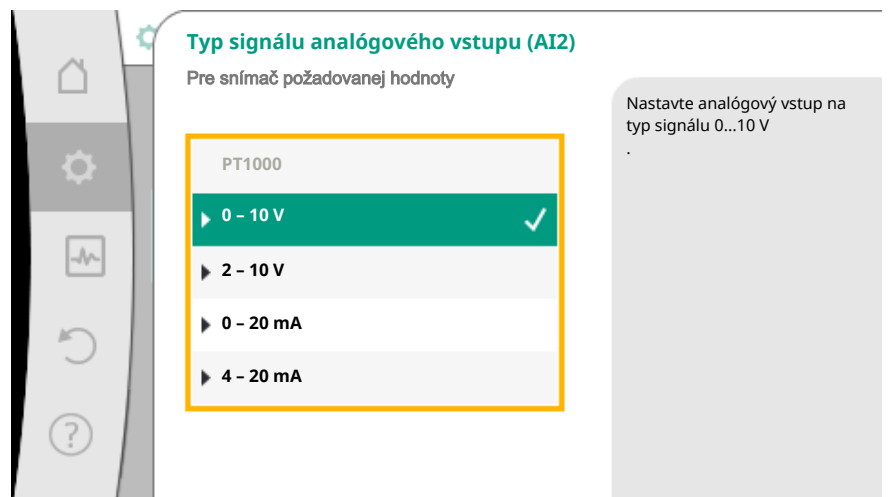 Typ signálu analógového vstupu (AI2)
Pre snímač požadovanej hodnoty
PT1000
0 – 10 V
2 – 10 V
0 – 20 mA
4 – 20 mA
Nastavte analógový vstup na
typ signálu 0...10 V
.
?